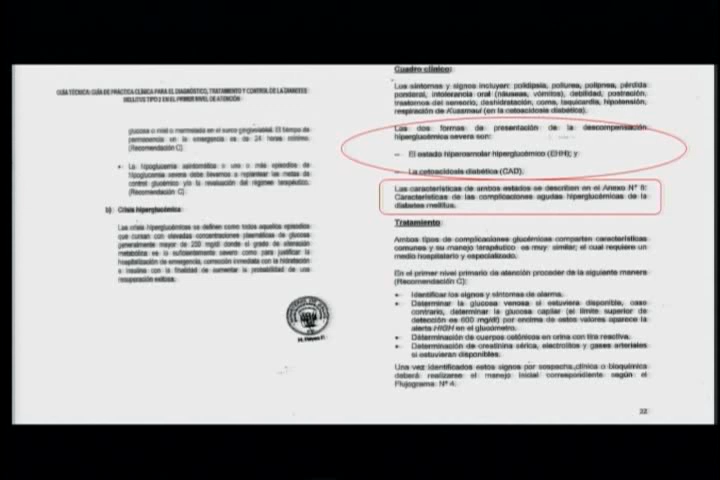 GUÍA TÉCNICA: GUÍA DE PRÁCTICA CLÍNICA PARA EL DIAGNÓSTICO, TRATAMIENTO Y CONTROL DE LA DIABETES
MELLITUS TIPO 2 EN EL PRIMER NIVEL DE ATENCIÓN
glucosa o miel o mermelada en el surco gingivolabial. El tiempo de
permanencia en la emergencia es de 24 horas mínimo.
(Recomendación C).
• La hipoglucemia asintomática o uno o más episodios de
hipoglucemia severa debe llevarnos a replantear las metas de
control glucémico y/o la revisión del régimen terapéutico.
(Recomendación C)
b) Crisis hiperglucémica
Las crisis hiperglucémicas se definen como todos aquellos episodios
que cursan con elevadas concentraciones plasmáticas de glucosa
generalmente mayor de 250 mg/dl donde el grado de alteración
metabólica es lo suficientemente severo como para justificar la
hospitalización de emergencia, corrección inmediata con la hidratación
e insulina con la finalidad de aumentar la probabilidad de una
recuperación exitosa.
Cuadro clínico:
Los síntomas y signos incluyen: polidipsia, poliurea, polipnea, pérdida
ponderal, intolerancia oral (náuseas, vómitos), debilidad, postración,
trastornos del sensorio, deshidratación, coma, taquicardia, hipotensión,
respiración de Kussmaul (en la cetoacidosis diabética).
Las dos formas de presentación de la descompensación
hiperglucémica severa son:
– El estado hiperosmolar hiperglucémico (EHH); y
– La cetoacidosis diabética (CAD).
Las características de ambos estados se describen en el Anexo N° 6:
Características de las complicaciones agudas hiperglucémicas de la
diabetes mellitus.
Tratamiento
Ambos tipos de complicaciones glucémicas comparten características
comunes y su manejo terapéutico es muy similar; el cual requiere un
medio hospitalario y especializado.
En el primer nivel primario de atención proceder de la siguiente manera
(Recomendación C):
• Identificar los signos y síntomas de alarma.
• Determinar la glucosa venosa si estuviera disponible, caso
contrario, determinar la glucosa capilar (el límite superior de
detección es 600 mg/dl) por encima de estos valores aparece la
alerta HIGH en el glucómetro.
• Determinación de cuerpos cetónicos en orina con tira reactiva.
• Determinación de creatinina sérica, electrolitos y gases arteriales
si estuvieran disponibles.
Una vez identificados estos signos por sospecha clínica o bioquímica
deberá realizarse el manejo inicial correspondiente según el
Flujograma: N° 4:
32